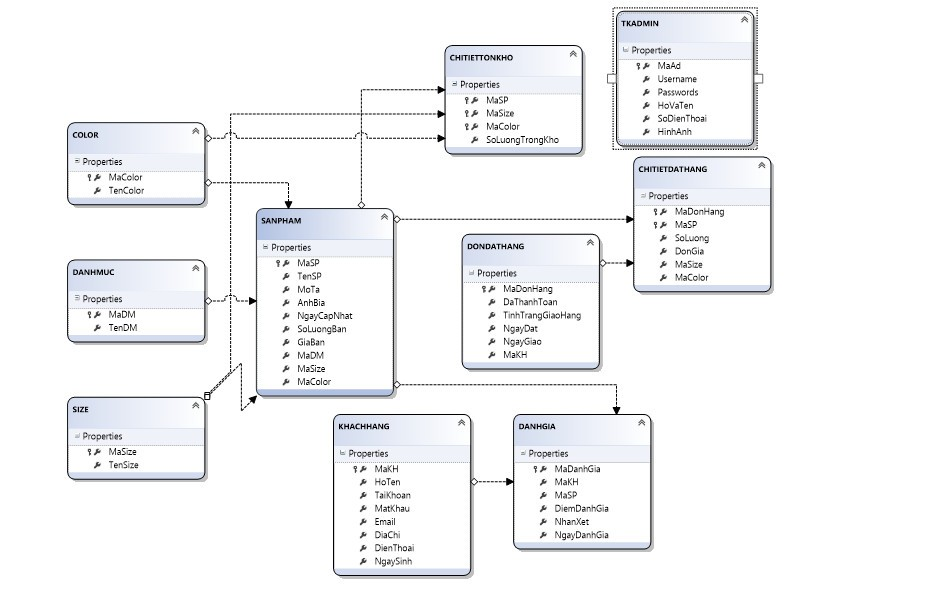 TKADMIN
Properties
MaAd
Username
Passwords
HoVaTen
SoDienThoai
HinhAnh
CHITIETTONKHO
Properties
MaSP
MaSize
MaColor
SoLuongTrongKho
COLOR
Properties
MaColor
TenColor
CHITIETDATHANG
Properties
MaDonHang
MaSP
SoLuong
DonGia
MaSize
MaColor
SANPHAM
Properties
MaSP
TenSP
MoTa
AnhBia
NgayCapNhat
SoLuongBan
GiaBan
MaDM
MaSize
MaColor
DONDATHANG
Properties
MaDonHang
DaThanhToan
TinhTrangGiaoHang
NgayDat
NgayGiao
MaKH
DANHMUC
Properties
MaDM
TenDM
SIZE
Properties
MaSize
TenSize
KHACHHANG
Properties
MaKH
HoTen
TaiKhoan
MatKhau
Email
DiaChi
DienThoai
NgaySinh
DANHGIA
Properties
MaDanhGia
MaKH
MaSP
DiemDanhGia
NhanXet
NgayDanhGia